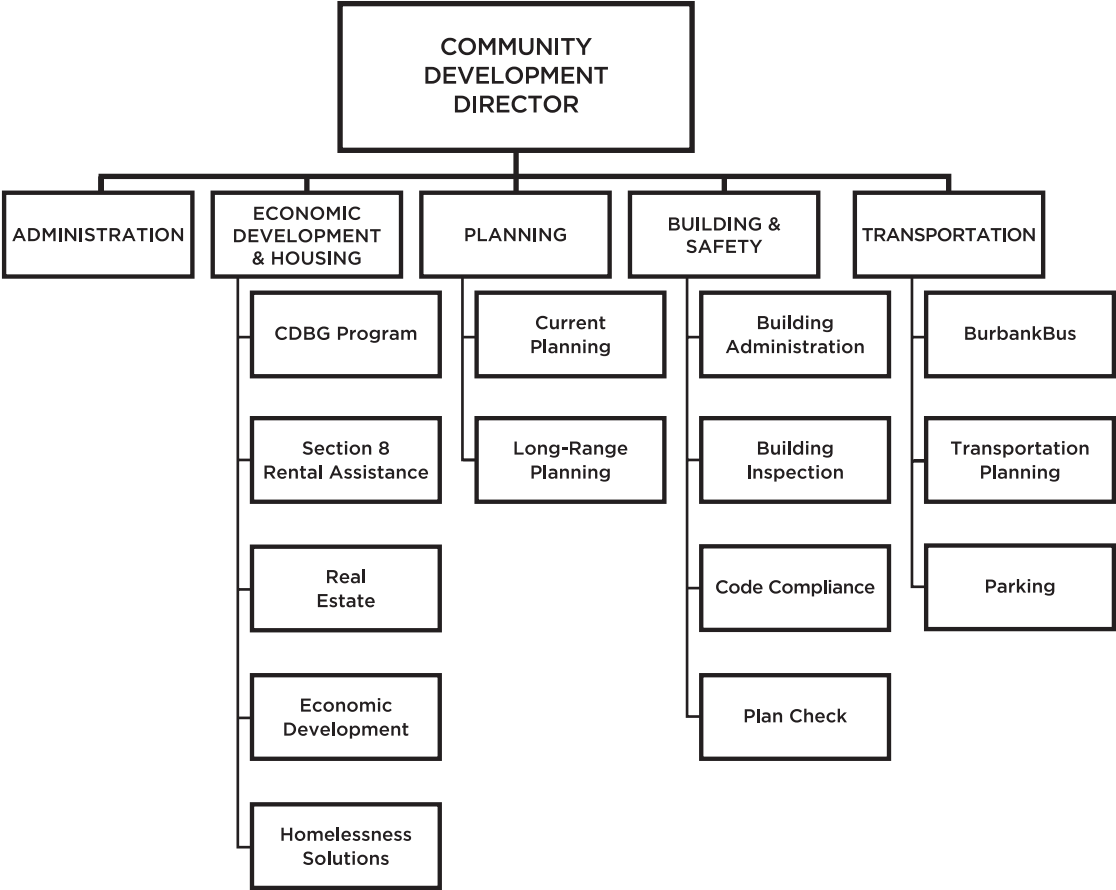 COMMUNITY
DEVELOPMENT
DIRECTOR
ADMINISTRATION
ECONOMIC
DEVELOPMENT
& HOUSING
PLANNING
BUILDING &
SAFETY
TRANSPORTATION
CDBG Program
Section 8
Rental Assistance
Real
Estate
Economic
Development
Homelessness
Solutions
Current
Planning
Long-Range
Planning
Building
Administration
Building
Inspection
Code Compliance
Plan Check
BurbankBus
Transportation
Planning
Parking